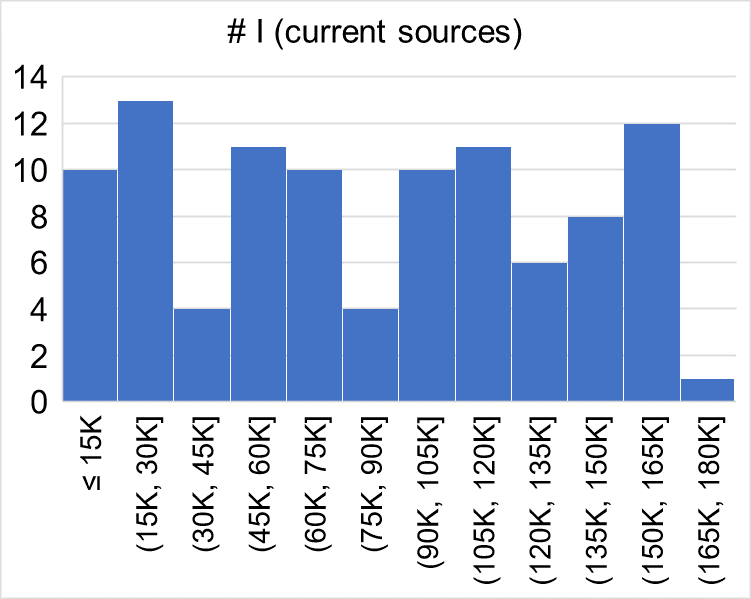 # I (current sources)
14
12
10
8
6
4
2
0
≤ 15K
(15K, 30K]
(30K, 45K]
(45K, 60K]
(60K, 75K]
(75K, 90K]
(90K, 105K]
(105K, 120K]
(120K, 135K]
(135K, 150K]
(150K, 165K]
(165K, 180K]